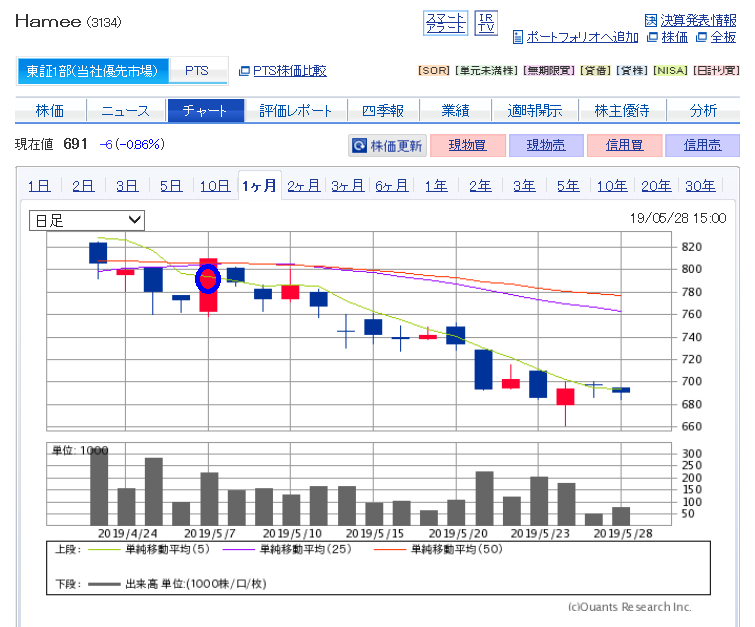 Hamee (3134)
スマート
アラート
IR
TV
決算発表情報
ポートフォリオへ追加
株価
全板
東証1部(当社優先市場)
PTS
PTS株価比較
[SOR] [単元未満株] [無期限変] [貸借] [貸株] [NISA] [日計り変]
株価
ニュース
チャート
評価レポート
四季報
業績
適時開示
株主優待
分析
現在値 691 -6(-0.86%)
株価更新
現物買
現物売
信用買
信用売
1日 2日 3日 5日 10日 1ヶ月 2ヶ月 3ヶ月 6ヶ月 1年 2年 3年 5年 10年 20年 30年
日足
19/05/28 15:00
820
800
780
760
740
720
700
680
660
単位: 1000
300
250
200
150
100
50
2019/4/24 2019/5/7 2019/5/10 2019/5/15 2019/5/20 2019/5/23 2019/5/28
上段: 単純移動平均(5) 単純移動平均(25) 単純移動平均(50)
下段: 出来高 単位:(1000株/口/枚)
(c)Quants Research Inc.